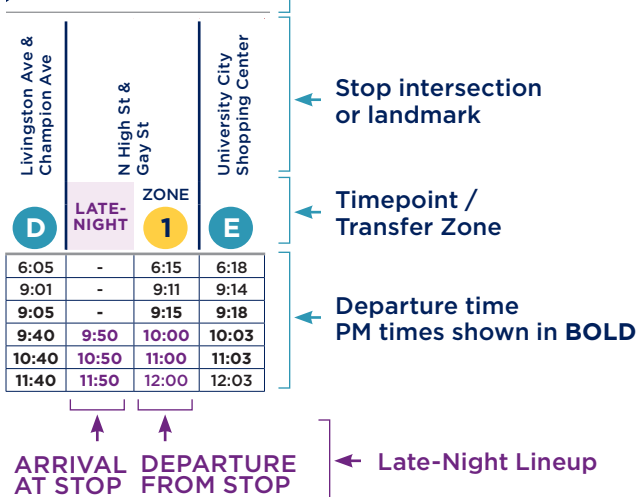 Livingston Ave &
Champion Ave
N High St &
Gay St
University City
Shopping Center
Stop intersection
or landmark
D
LATE-
NIGHT
ZONE
1
E
Timepoint /
Transfer Zone
6:05 - 6:15 6:18
9:01 - 9:11 9:14
9:05 - 9:15 9:18
9:40 9:50 10:00 10:03
10:40 10:50 11:00 11:03
11:40 11:50 12:00 12:03
Departure time
PM times shown in BOLD
ARRIVAL
AT STOP
DEPARTURE
FROM STOP
Late-Night Lineup